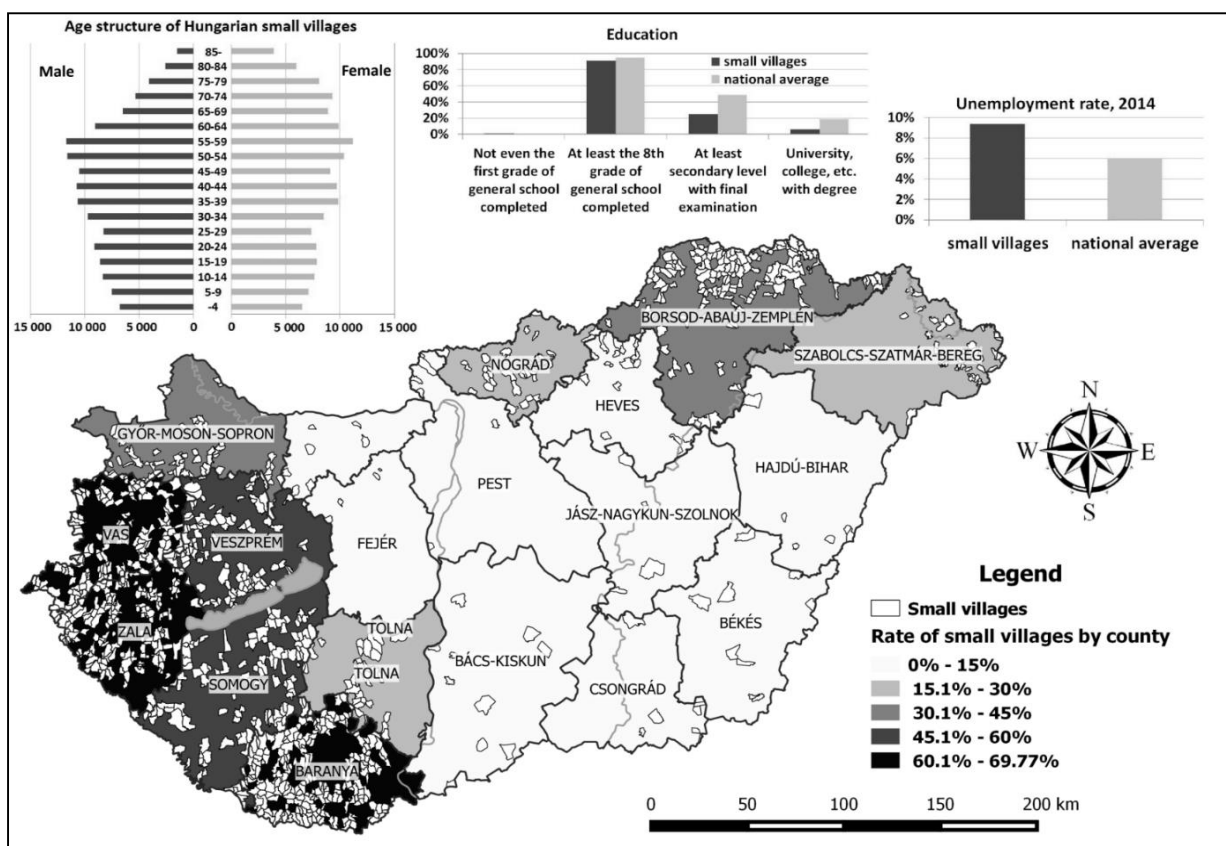 Age structure of Hungarian small villages
Male
Female
85-
80-84
75-79
70-74
65-69
60-64
55-59
50-54
45-49
40-44
35-39
30-34
25-29
20-24
15-19
10-14
5-9
-4
15 000 10 000 5 000 0 0 5 000 10 000 15 000
Education
small villages
national average
100%
80%
60%
40%
20%
0%
Not even the first grade of general school completed
At least the 8th grade of general school completed
At least secondary level with final examination
University, college, etc. with degree
Unemployment rate, 2014
10%
8%
6%
4%
2%
0%
small villages
national average
BORSOD-ABAÚJ-ZEMPLÉN
SZABOLCS-SZATMÁR-BEREG
NÓGRÁD
HEVES
GYŐR-MOSON-SOPRON
HAJDÚ-BIHAR
PEST
JÁSZ-NAGYKUN-SZOLNOK
VAS
VESZPRÉM
FEJÉR
ZALA
TOLNA
BÉKÉS
BÁCS-KISKUN
TOLNA
SOMOGY
CSONGRÁD
BARANYA
N
W E
S
Legend
Small villages
Rate of small villages by county
0% - 15%
15.1% - 30%
30.1% - 45%
45.1% - 60%
60.1% - 69.77%
0 50 100 150 200 km